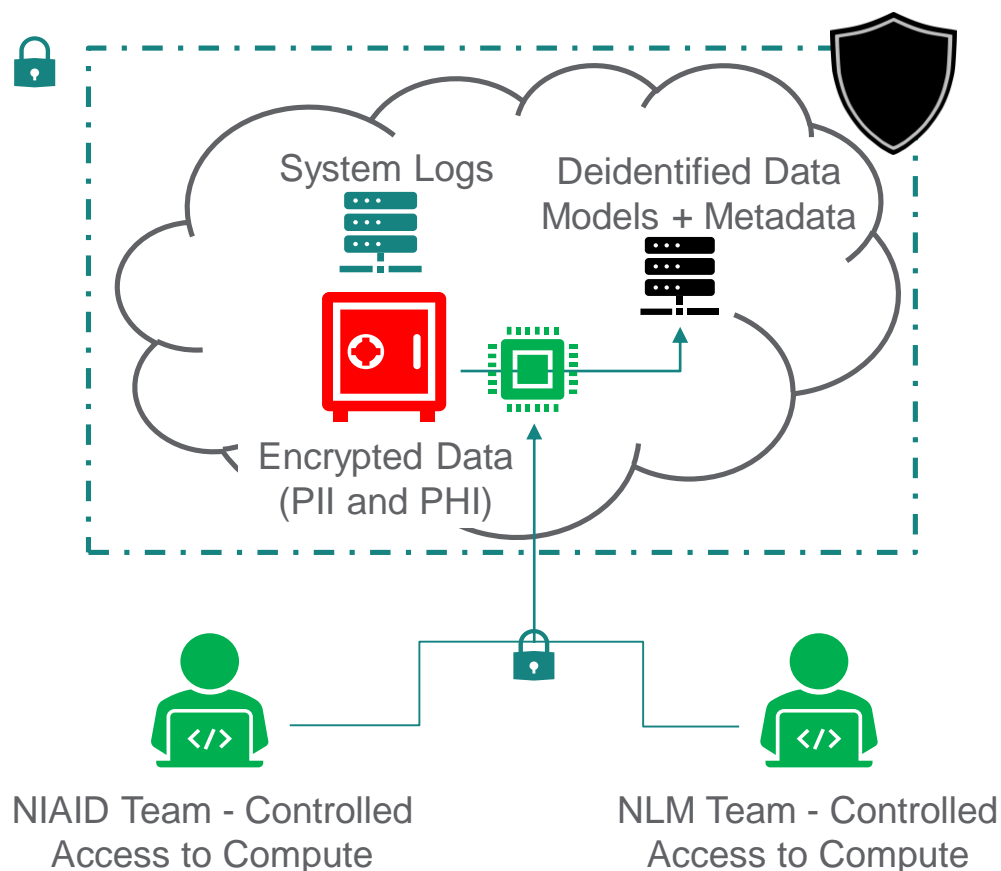 System Logs
Deidentified Data
Models + Metadata
Encrypted Data
(PII and PHI)
</>
</>
NIAID Team - Controlled
Access to Compute
NLM Team - Controlled
Access to Compute